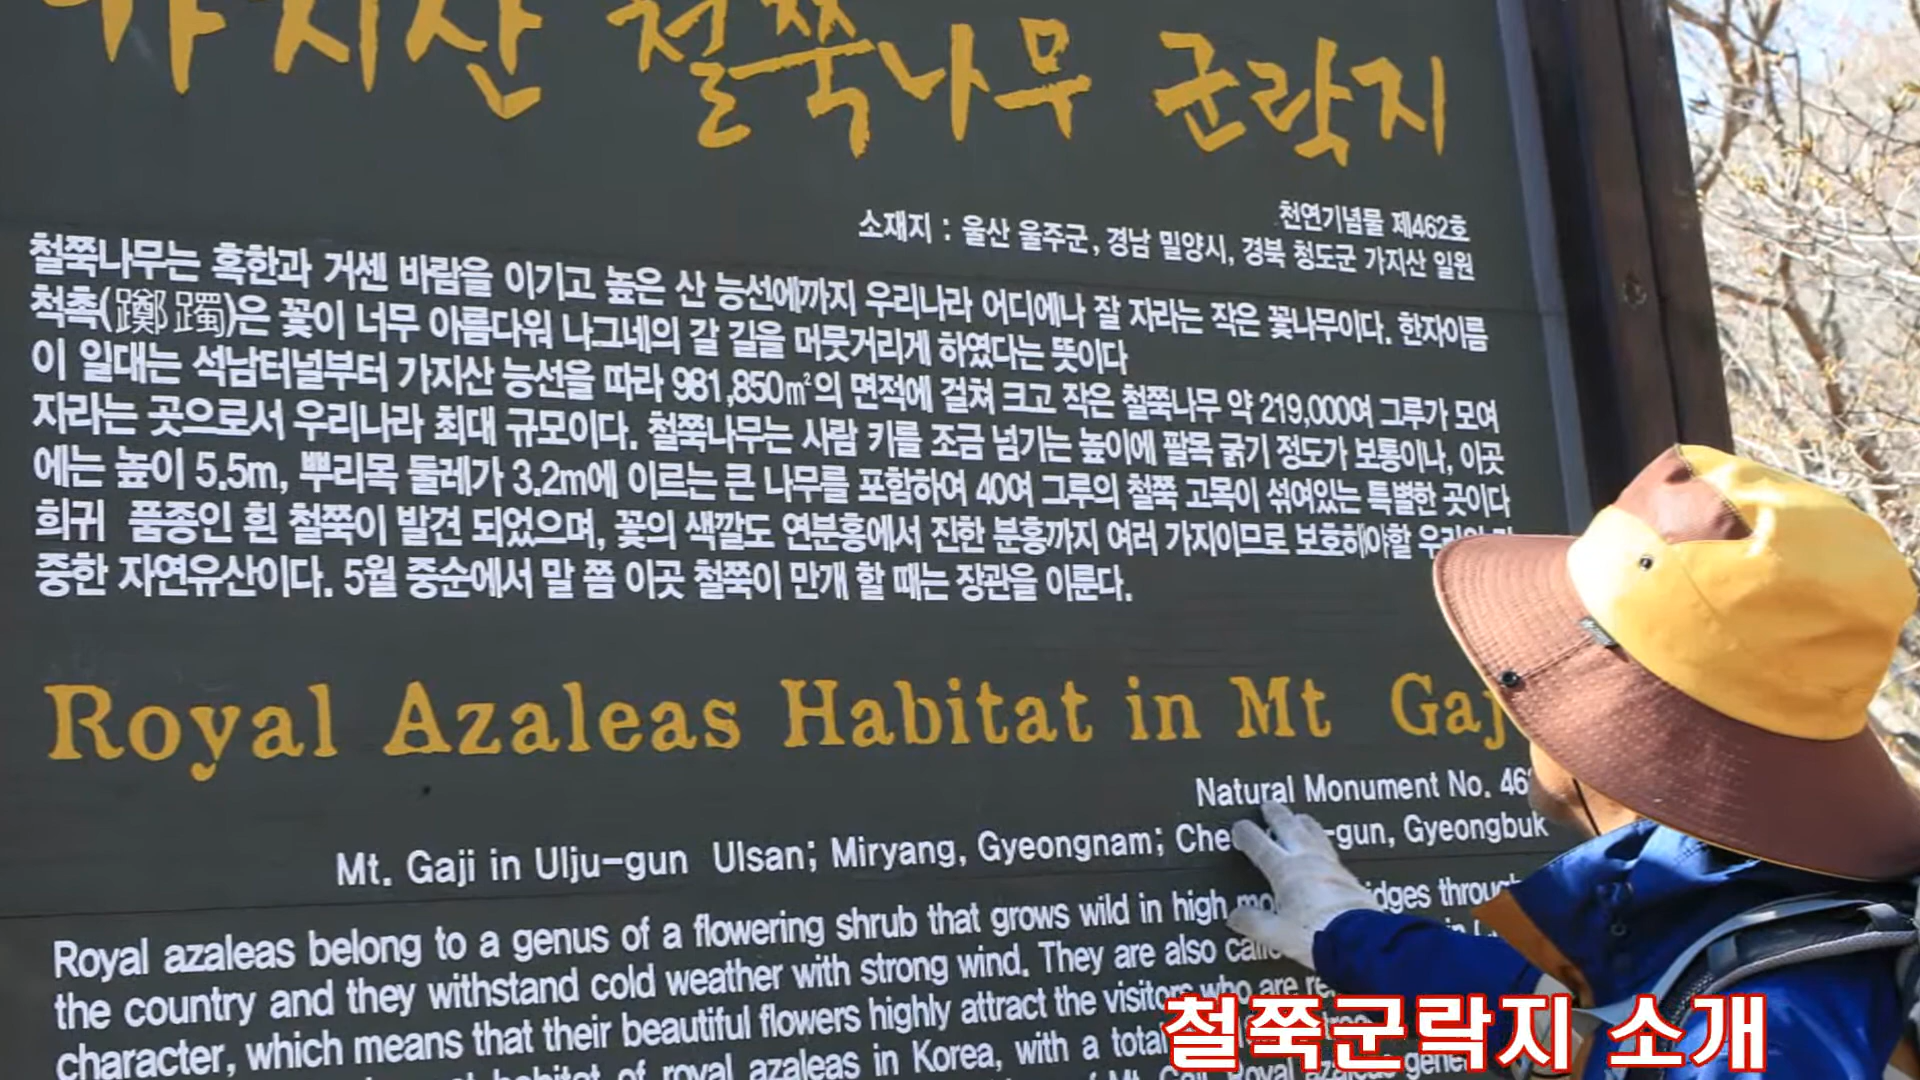 가지산 철쭉나무 군락지
천연기념물 제462호
소재지 : 울산 울주군, 경남 밀양시, 경북 청도군 가지산 일원
철쭉나무는 혹한과 거센 바람을 이기고 높은 산 능선에까지 우리나라 어디에나 잘 자라는 작은 꽃나무이다. 한자이름
척촉(躑躅)은 꽃이 너무 아름다워 나그네의 갈 길을 머뭇거리게 하였다는 뜻이다
이 일대는 석남터널부터 가지산 능선을 따라 981,850㎡의 면적에 걸쳐 크고 작은 철쭉나무 약 219,000여 그루가 모여
자라는 곳으로서 우리나라 최대 규모이다. 철쭉나무는 사람 키를 조금 넘기는 높이에 팔목 굵기 정도가 보통이나, 이곳
에는 높이 5.5m, 뿌리목 둘레가 3.2m에 이르는 큰 나무를 포함하여 40여 그루의 철쭉 고목이 섞여있는 특별한 곳이다
희귀 품종인 흰 철쭉이 발견 되었으며, 꽃의 색깔도 연분홍에서 진한 분홍까지 여러 가지이므로 보호해야할
중한 자연유산이다. 5월 중순에서 말 쯤 이곳 철쭉이 만개 할 때는 장관을 이룬다.
Royal Azaleas Habitat in Mt Gaj
Natural Monument No. 46
Mt. Gaji in Ulju-gun Ulsan; Miryang, Gyeongnam; -gun, Gyeongbuk
Royal azaleas belong to a genus of a flowering shrub that grows wild in high
the country and they withstand cold weather with strong wind. They are also
character, which means that their beautiful flowers highly attract the visitors who are
habitat of royal azaleas in Korea, with a total
철쭉군락지 소개